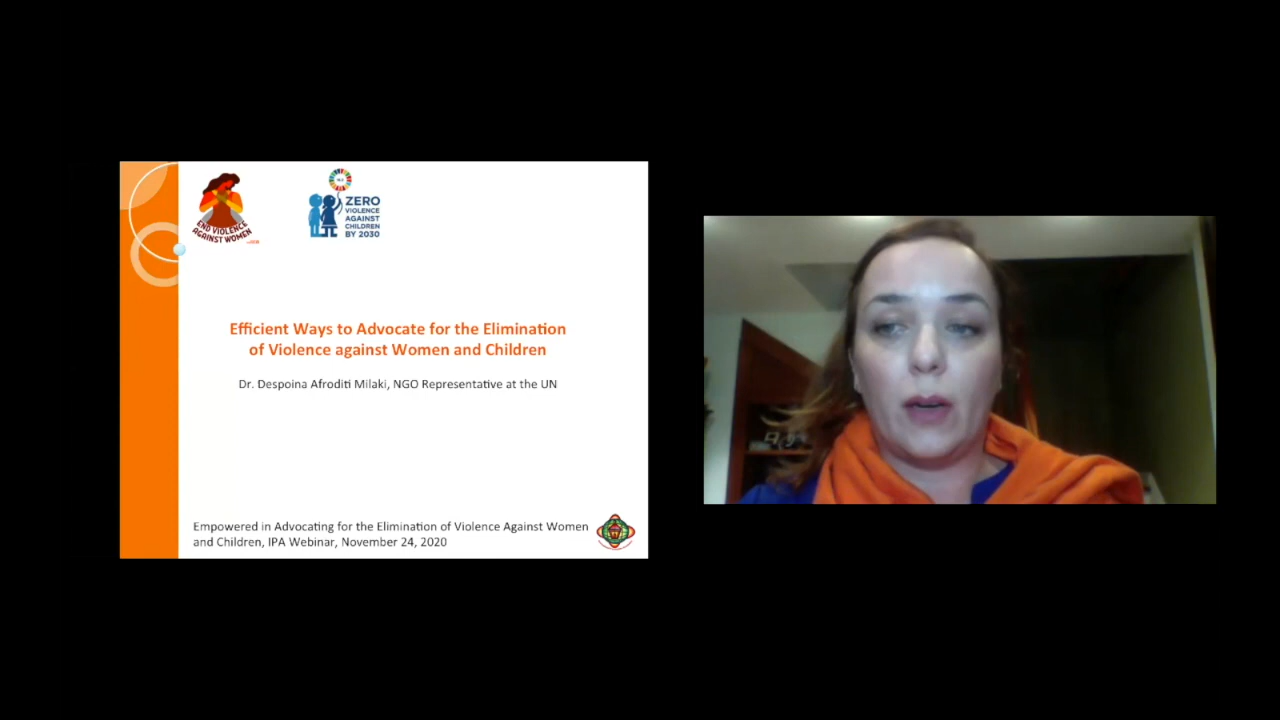 END VIOLENCE
AGAINST WOMEN
ZERO
VIOLENCE
AGAINST
CHILDREN
BY 2030
Efficient Ways to Advocate for the Elimination
of Violence against Women and Children
Dr. Despoina Afroditi Milaki, NGO Representative at the UN
Empowered in Advocating for the Elimination of Violence Against Women
and Children, IPA Webinar, November 24, 2020